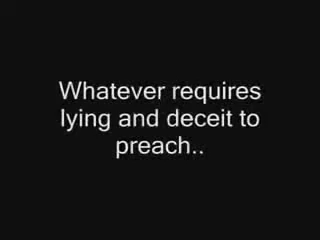 Whatever requires
lying and deceit to
preach..